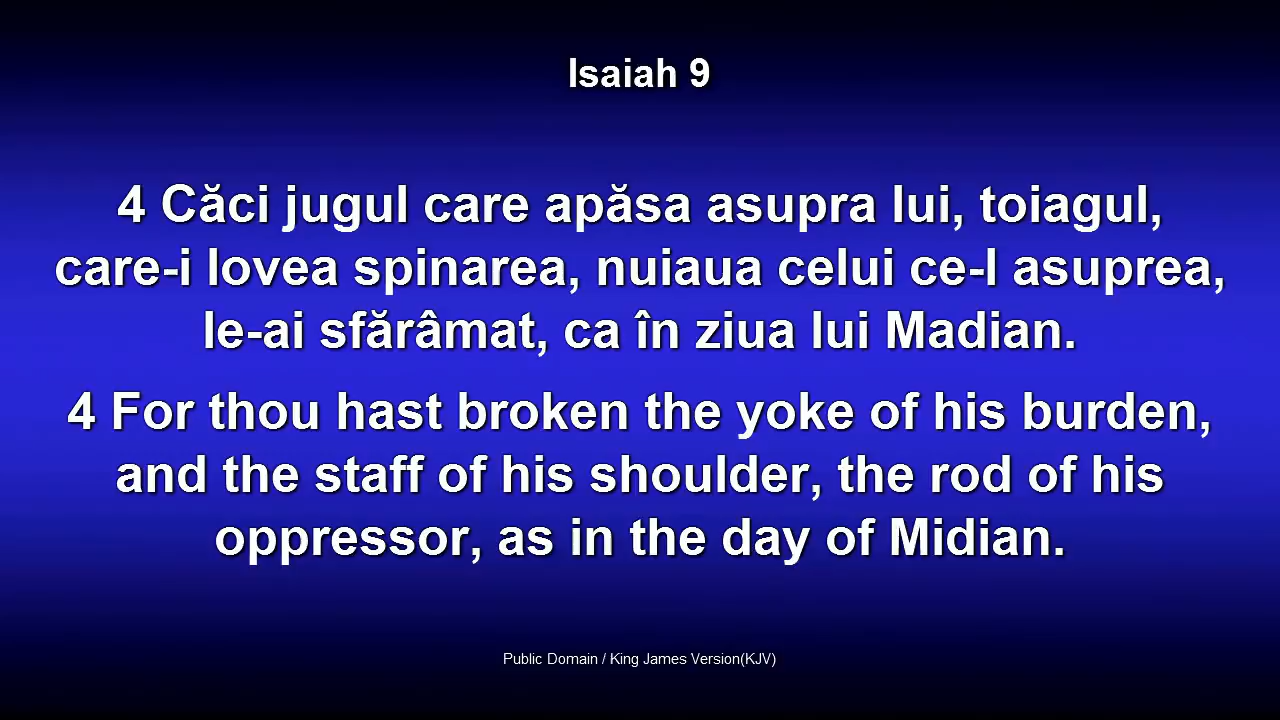 Isaiah 9
4 Căci jugul care apăsa asupra lui, toiagul,
care-i lovea spinarea, nuiaua celui ce-l asuprea,
le-ai sfărâmat, ca în ziua lui Madian.
4 For thou hast broken the yoke of his burden,
and the staff of his shoulder, the rod of his
oppressor, as in the day of Midian.
Public Domain / King James Version(KJV)